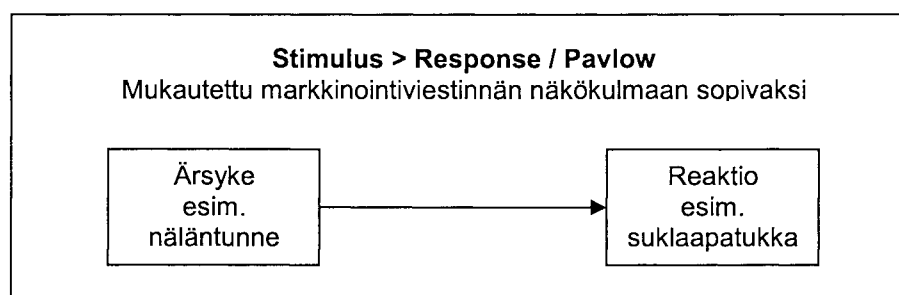 Stimulus > Response / Pavlow
Mukautettu markkinointiviestinnän näkökulmaan sopivaksi
Ärsyke
esim.
näläntunne
Reaktio
esim.
suklaapatukka